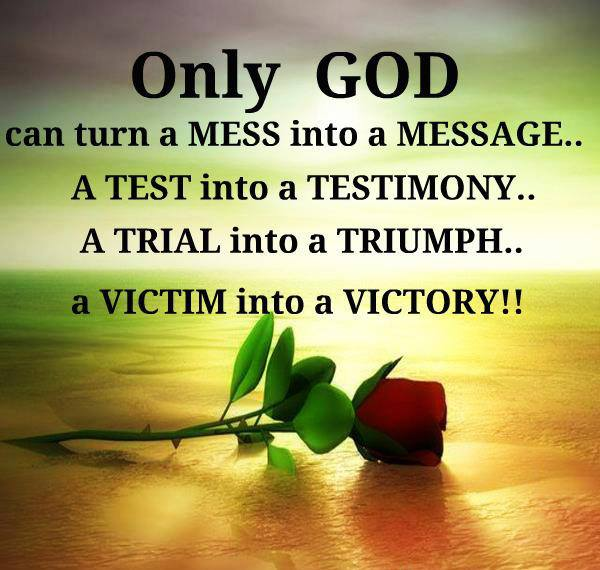 Only GOD
can turn a MESS into a MESSAGE..
A TEST into a TESTIMONY..
A TRIAL into a TRIUMPH..
a VICTIM into a VICTORY!!